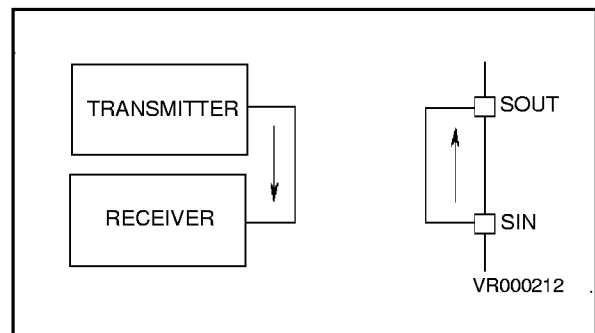 TRANSMITTER
SOUT
RECEIVER
SIN
VR000212